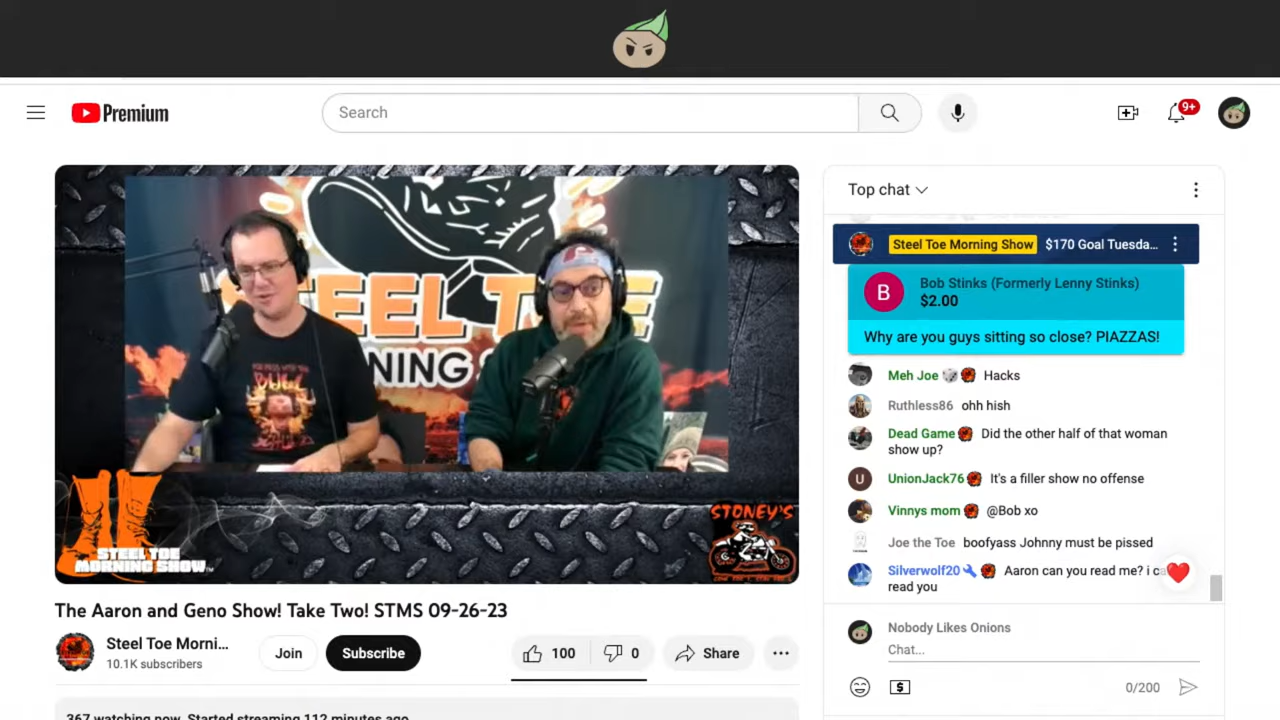 Premium
Search
9+
Top chat
Steel Toe Morning Show $170 Goal Tuesda...
B
Bob Stinks (Formerly Lenny Stinks)
$2.00
Why are you guys sitting so close? PIAZZAS!
Meh Joe Hacks
Ruthless86 ohh hish
Dead Game Did the other half of that woman
show up?
U UnionJack76 It's a filler show no offense
Vinnys mom @Bob xo
Joe the Toe boofyass Johnny must be pissed
Silverwolf20 Aaron can you read me? i ca
read you
Nobody Likes Onions
Chat...
0/200
STEEL T E
NING S
STEEL TOE
MORNING SHOW
STONEY'S
The Aaron and Geno Show! Take Two! STMS 09-26-23
Steel Toe Morni...
10.1K subscribers
Join
Subscribe
100
0
Share
367 watching now Started streaming 112 minutes ago